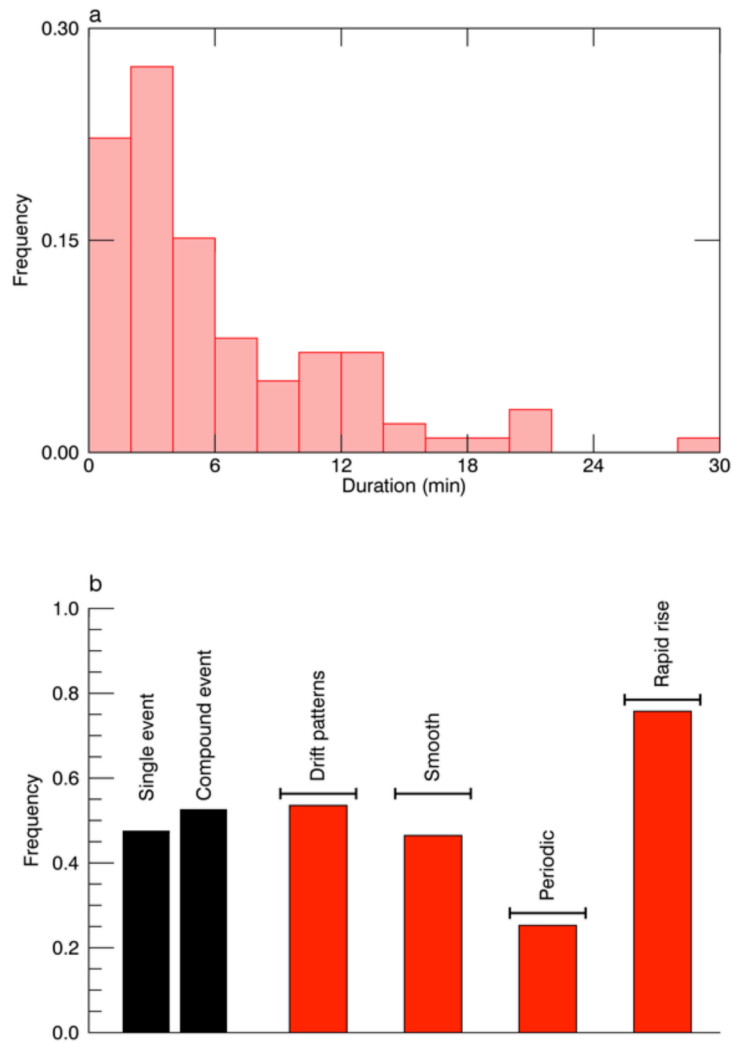 a
0.30
0.15
0.00
Frequency
0 6 12 18 24 30
Duration (min)
b
1.0
0.8
0.6
0.4
0.2
0.0
Frequency
Single event
Compound event
Drift patterns
Smooth
Periodic
Rapid rise